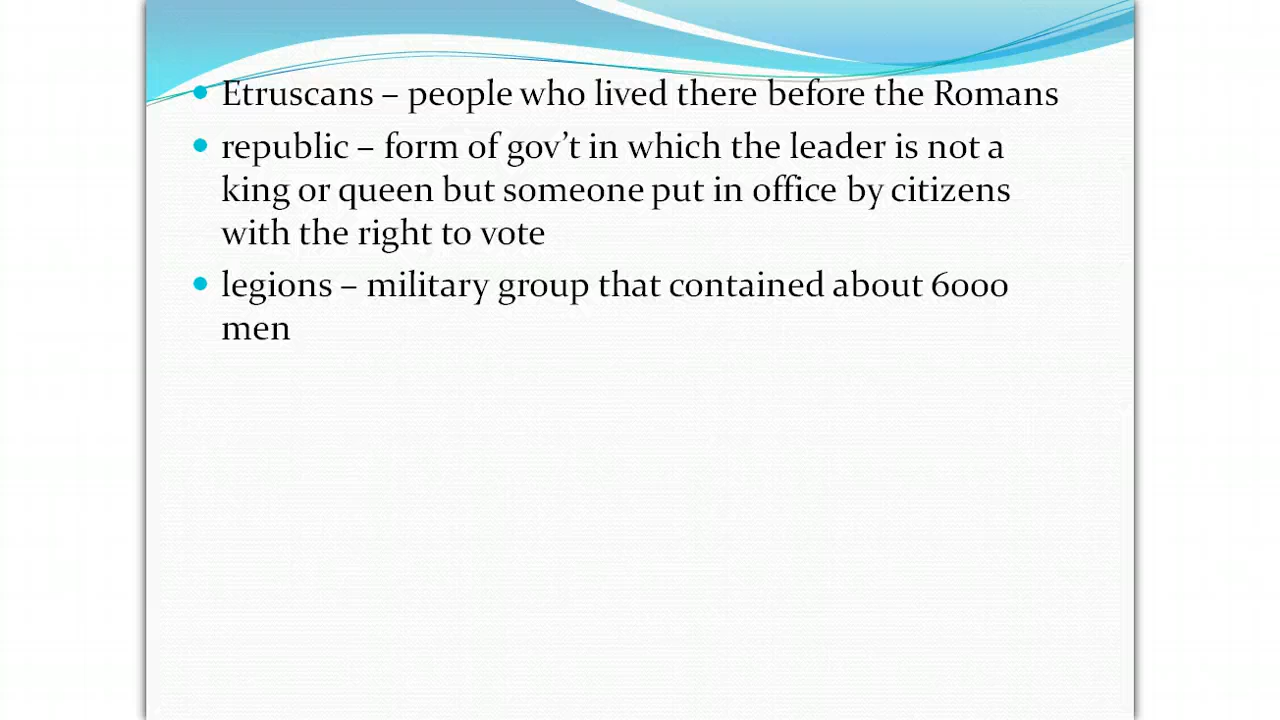 • Etruscans – people who lived there before the Romans
• republic – form of gov’t in which the leader is not a
king or queen but someone put in office by citizens
with the right to vote
• legions – military group that contained about 6000
men